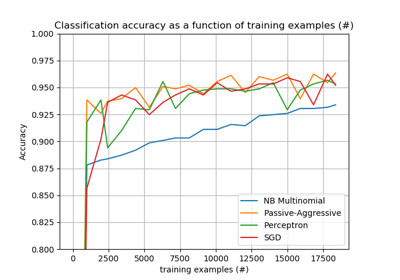 Classification accuracy as a function of training examples (#)
1.000
0.975
0.950
0.925
0.900
0.875
0.850
0.825
0.800
Accuracy
NB Multinomial
Passive-Aggressive
Perceptron
SGD
0 2500 5000 7500 10000 12500 15000 17500
training examples (#)